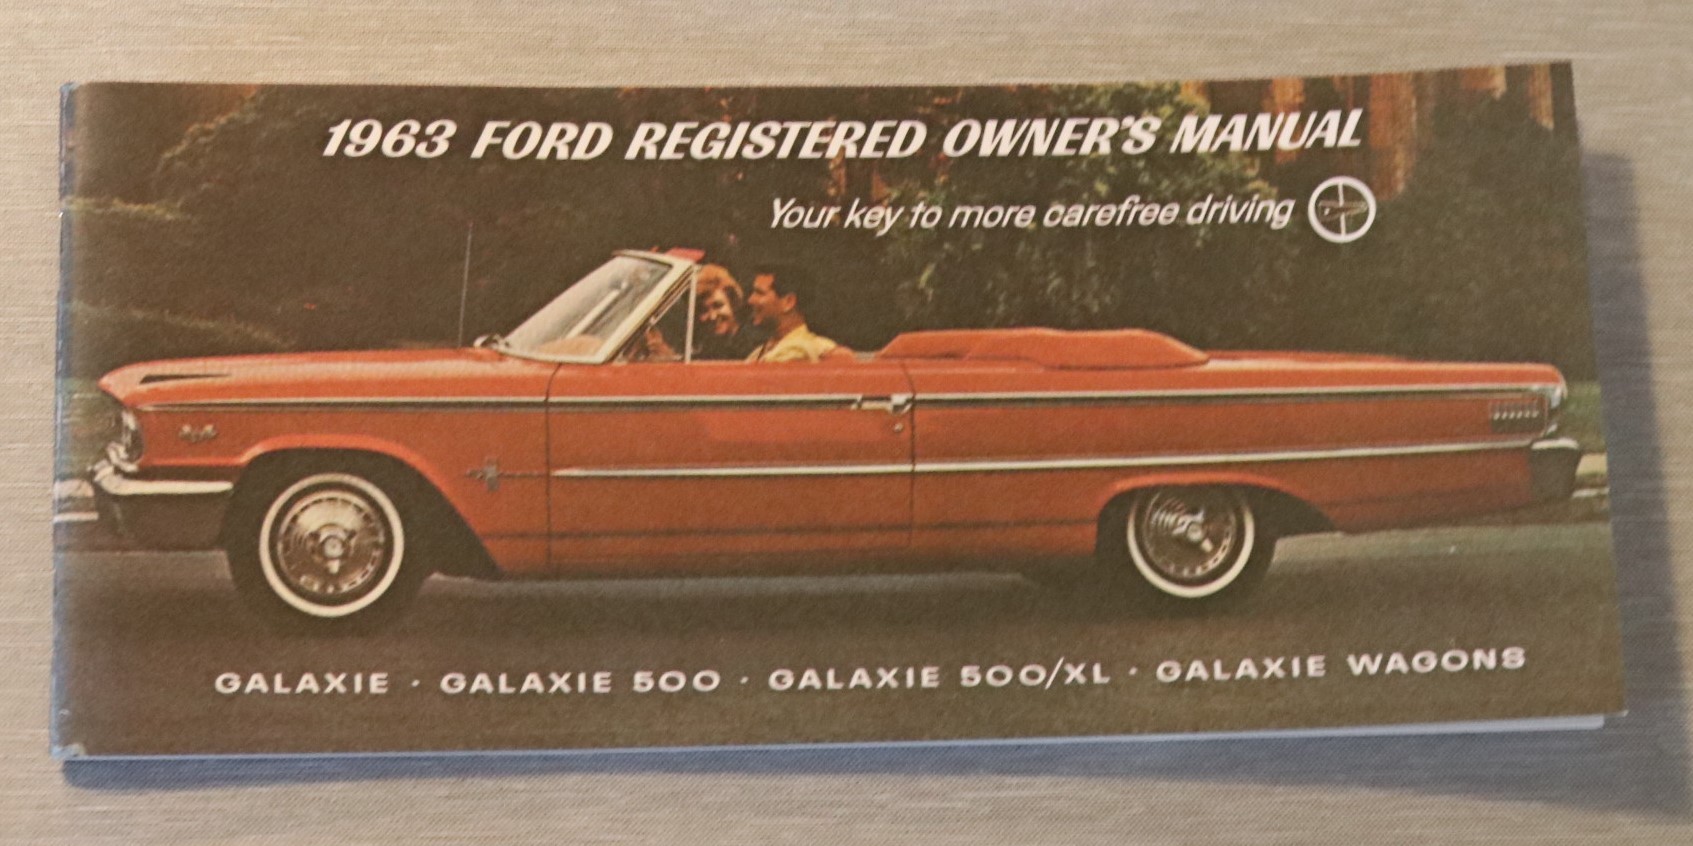 1963 FORD REGISTERED OWNER'S MANUAL
Your key to more carefree driving
GALAXIE · GALAXIE 500 · GALAXIE 500/XL · GALAXIE WAGONS